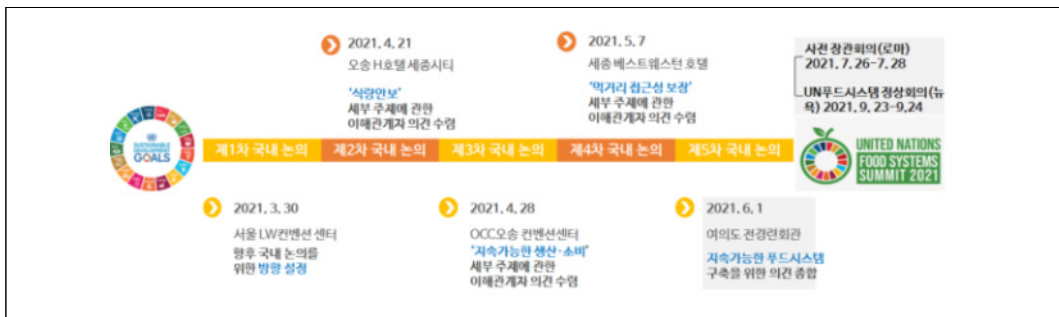 2021. 4. 21
오송 H호텔 세종시티
‘식량안보’
세부 주제에 관한
이해관계자 의견 수렴
2021. 5. 7
세종 베스트웨스턴 호텔
‘먹거리 접근성 보장’
세부 주제에 관한
이해관계자 의견 수렴
사전 장관회의(로마)
2021. 7. 26-7. 28
UN푸드시스템 정상회의(뉴
욕) 2021. 9. 23-9.24
SUSTAINABLE
DEVELOPMENT
GOALS
제1차 국내 논의
제2차 국내 논의
제3차 국내 논의
제4차 국내 논의
제5차 국내 논의
UNITED NATIONS
FOOD SYSTEMS
SUMMIT 2021
2021. 3. 30
서울 LW컨벤션 센터
향후 국내 논의를
위한 방향 설정
2021. 4. 28
OCC오송 컨벤션센터
‘지속가능한 생산·소비’
세부 주제에 관한
이해관계자 의견 수렴
2021. 6. 1
여의도 전경련회관
지속가능한 푸드시스템
구축을 위한 의견 종합